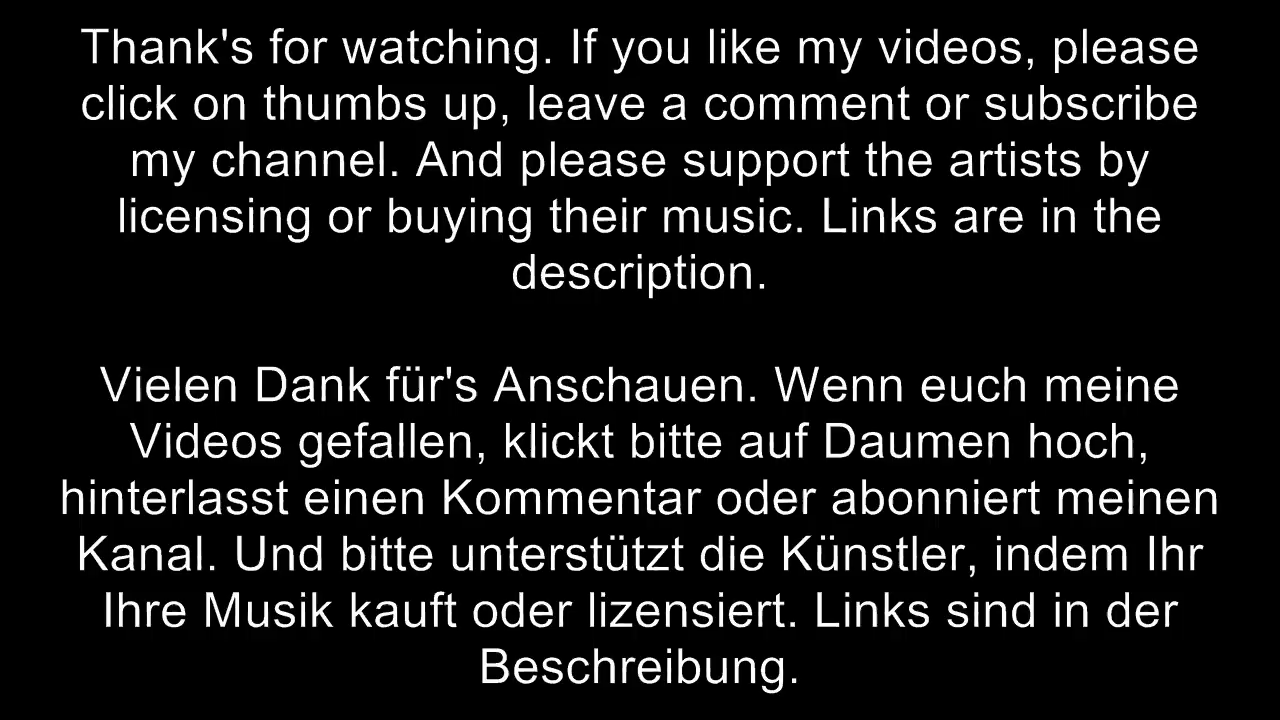 Thank's for watching. If you like my videos, please
click on thumbs up, leave a comment or subscribe
my channel. And please support the artists by
licensing or buying their music. Links are in the
description.
Vielen Dank für's Anschauen. Wenn euch meine
Videos gefallen, klickt bitte auf Daumen hoch,
hinterlasst einen Kommentar oder abonniert meinen
Kanal. Und bitte unterstützt die Künstler, indem Ihr
Ihre Musik kauft oder lizensiert. Links sind in der
Beschreibung.